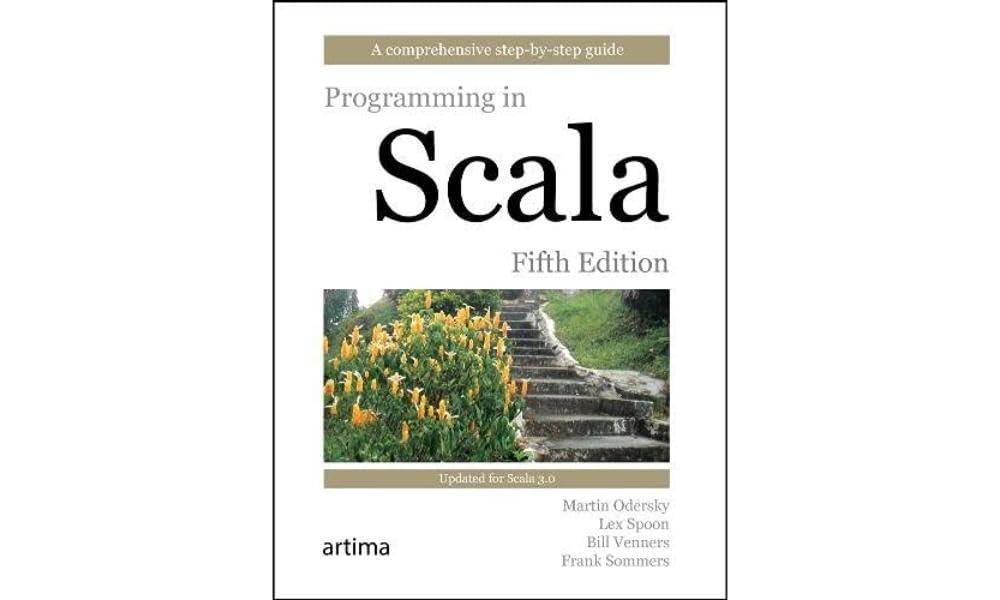 A comprehensive step-by-step guide
Programming in
Scala
Fifth Edition
Updated for Scala 3.0
Martin Odersky
Lex Spoon
Bill Venners
Frank Sommers
artima